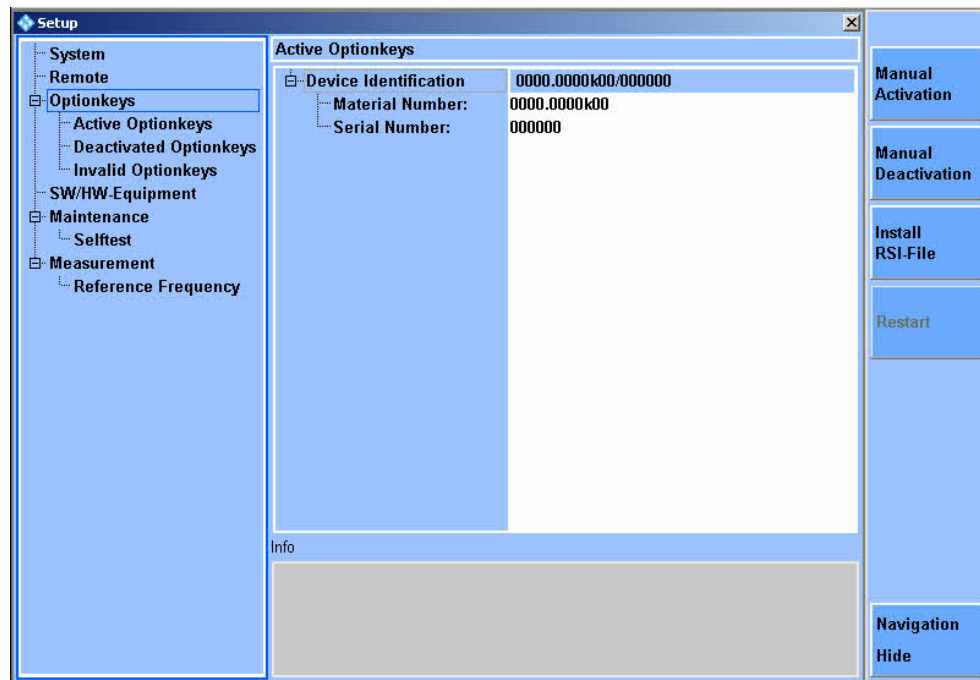 Setup
System
Remote
Optionkeys
Active Optionkeys
Deactivated Optionkeys
Invalid Optionkeys
SW/HW-Equipment
Maintenance
Selftest
Measurement
Reference Frequency
Active Optionkeys
Device Identification 0000.0000k00/000000
Material Number: 0000.0000k00
Serial Number: 000000
Info
Manual
Activation
Manual
Deactivation
Install
RSI-File
Restart
Navigation
Hide